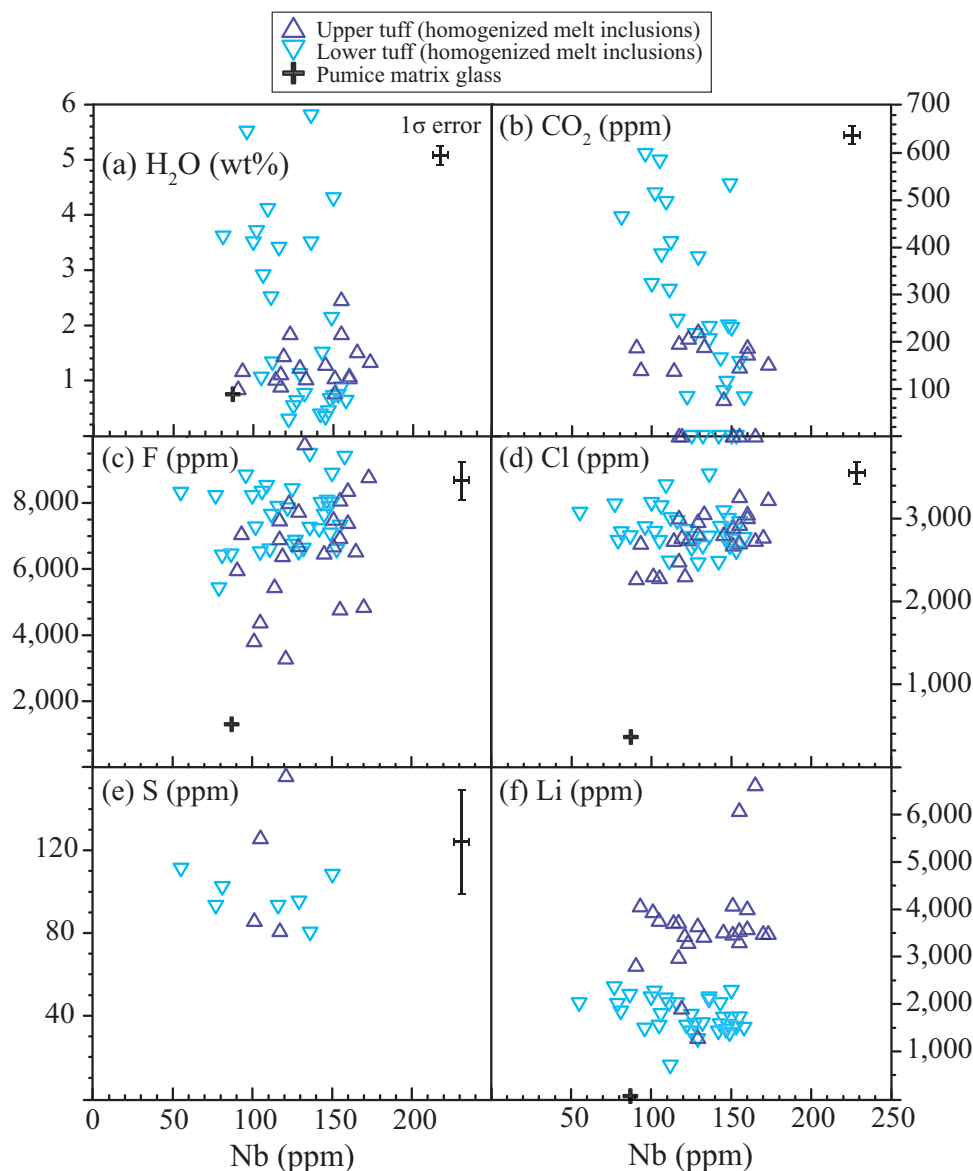 Upper tuff (homogenized melt inclusions)
Lower tuff (homogenized melt inclusions)
Pumice matrix glass
6
5
4
3
2
1
(a) H₂O (wt%)
1σ error
700
600
500
400
300
200
100
(b) CO₂ (ppm)
(c) F (ppm)
8,000
6,000
4,000
2,000
(d) Cl (ppm)
3,000
2,000
1,000
(e) S (ppm)
120
80
40
(f) Li (ppm)
6,000
5,000
4,000
3,000
2,000
1,000
0 50 100 150 200
50 100 150 200 250
Nb (ppm)
Nb (ppm)